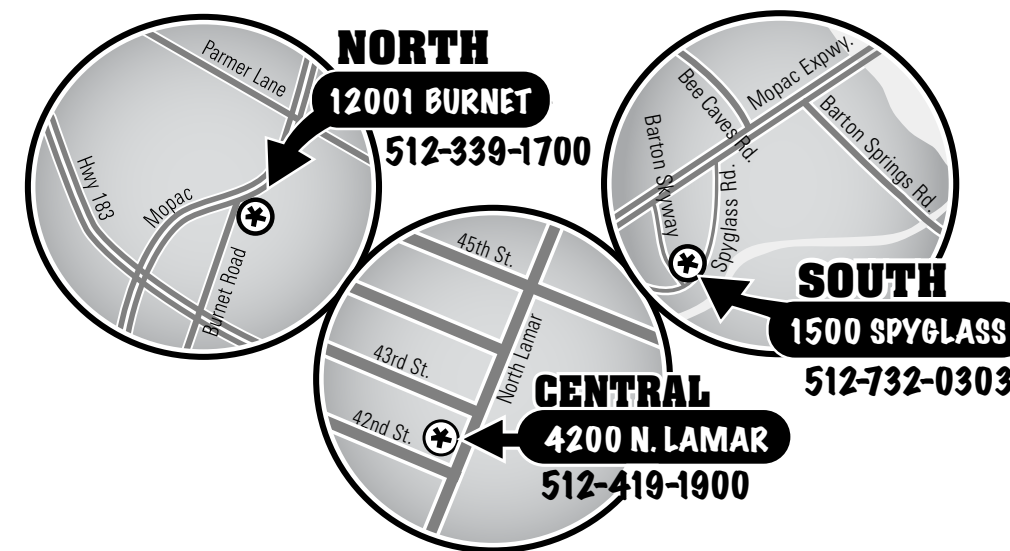 NORTH
12001 BURNET
512-339-1700
Parmer Lane
Hwy 183
Mopac
Burnet Road
CENTRAL
4200 N. LAMAR
512-419-1900
45th St.
43rd St.
42nd St.
North Lamar
SOUTH
1500 SPYGLASS
512-732-0303
Mopac Expwy.
Bee Caves Rd.
Barton Skyway
Spyglass Rd.
Barton Springs Rd.